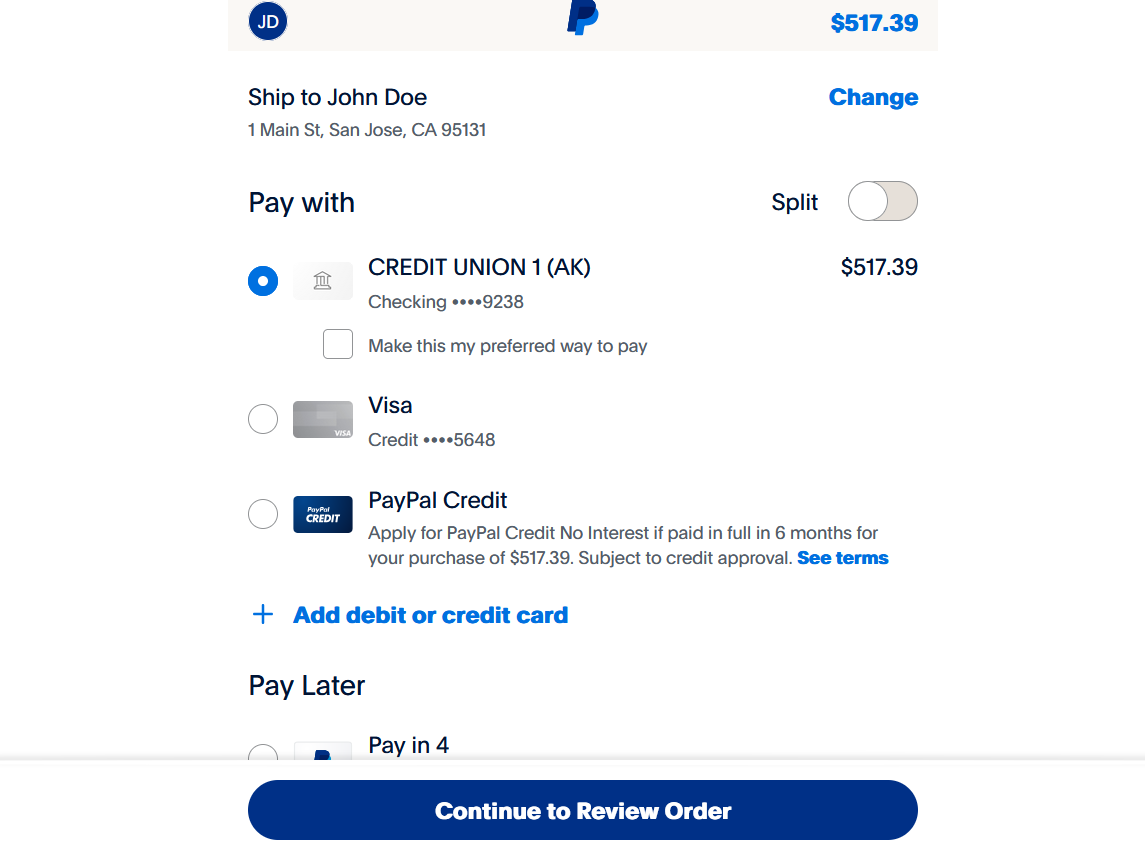 JD
$517.39
Ship to John Doe
Change
1 Main St, San Jose, CA 95131
Pay with
Split
CREDIT UNION 1 (AK)
$517.39
Checking ••••9238
Make this my preferred way to pay
Visa
VISA
Credit ••••5648
PayPal Credit
PayPal
CREDIT
Apply for PayPal Credit No Interest if paid in full in 6 months for
your purchase of $517.39. Subject to credit approval. See terms
+ Add debit or credit card
Pay Later
Pay in 4
Continue to Review Order